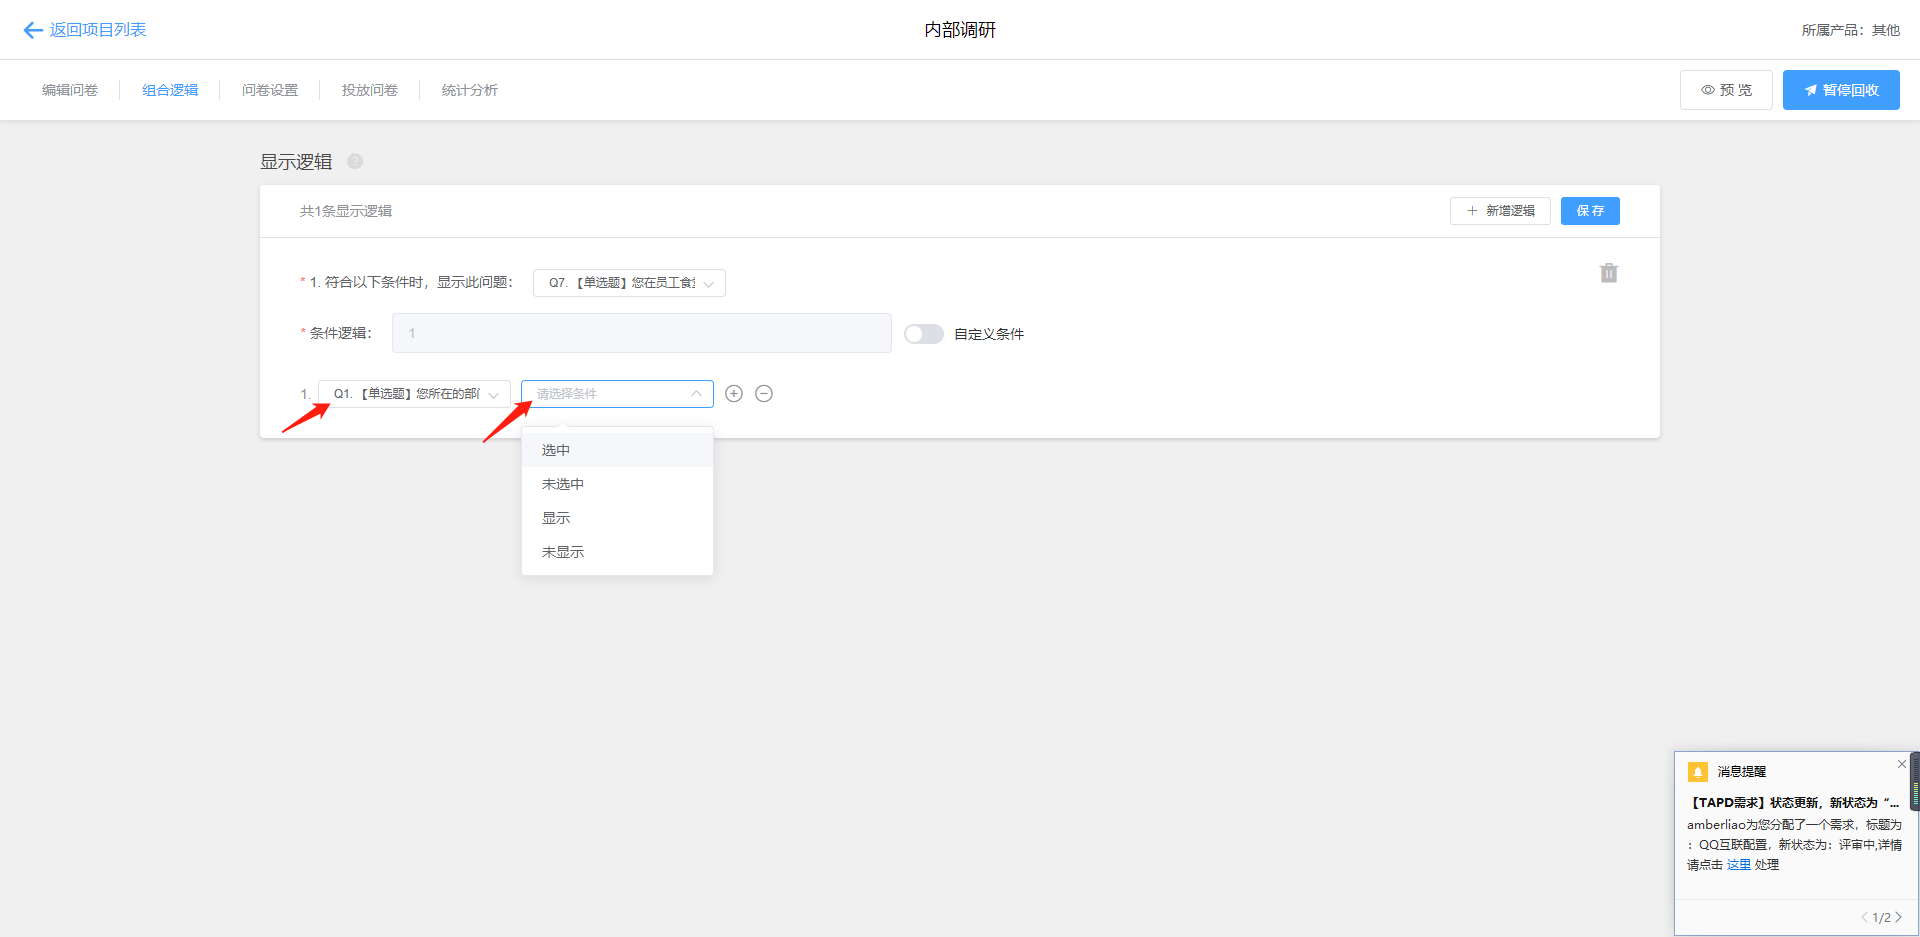 返回项目列表
内部调研
所属产品：其他
编辑问卷
组合逻辑
问卷设置
投放问卷
统计分析
预 览
暂停回收
显示逻辑
?
共1条显示逻辑
新增逻辑
保 存
* 1. 符合以下条件时，显示此问题：
Q7. 【单选题】您在员工食
* 条件逻辑：
1
自定义条件
1.
Q1. 【单选题】您所在的部
请选择条件
选中
未选中
显示
未显示
消息提醒
【TAPD需求】状态更新，新状态为“...
amberliao为您分配了一个需求，标题为
：QQ互联配置，新状态为：评审中,详情
请点击 这里 处理
1/2